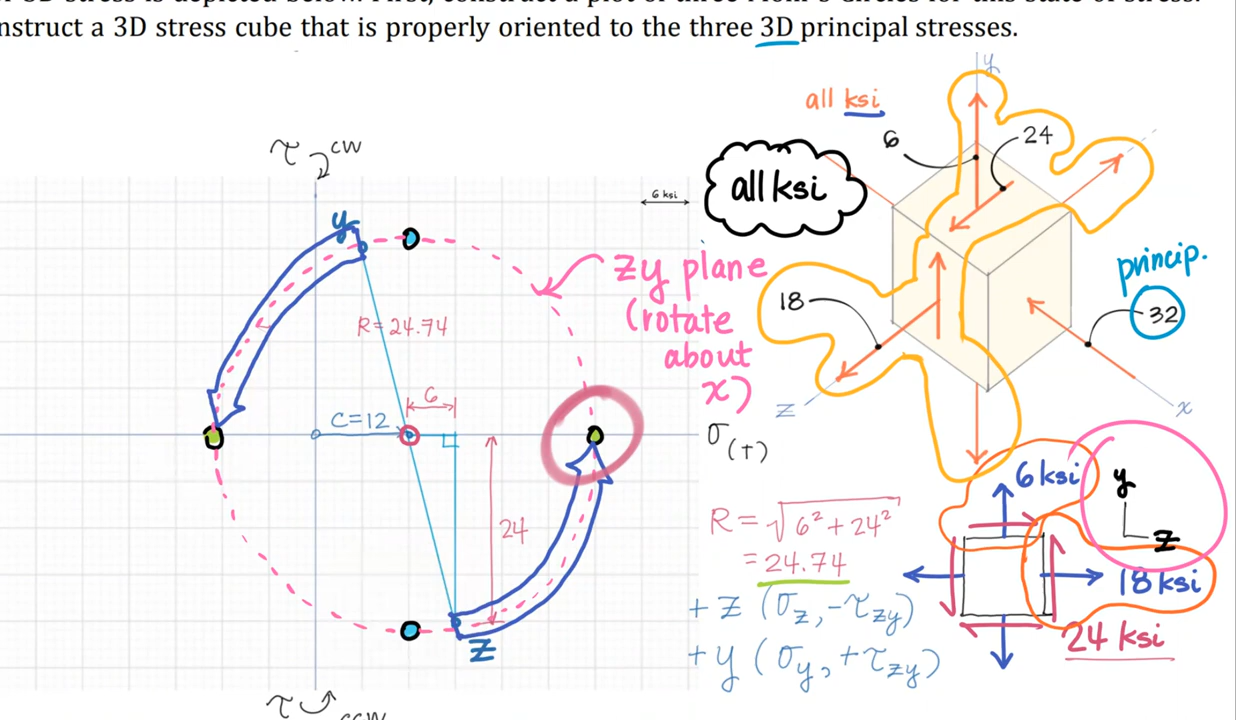 nstruct a 3D stress cube that is properly oriented to the three 3D principal stresses.
all ksi
y
6
24
τ cw
6 ksi
all ksi
y
princip.
zy plane
(rotate
about
x)
18
32
R=24.74
6
C=12
z
x
σ(+)
6 ksi
y
z
24
R = √6² + 24²
= 24.74
18 ksi
+ z (σz, -τzy)
24 ksi
z
+ y (σy, +τzy)
τ